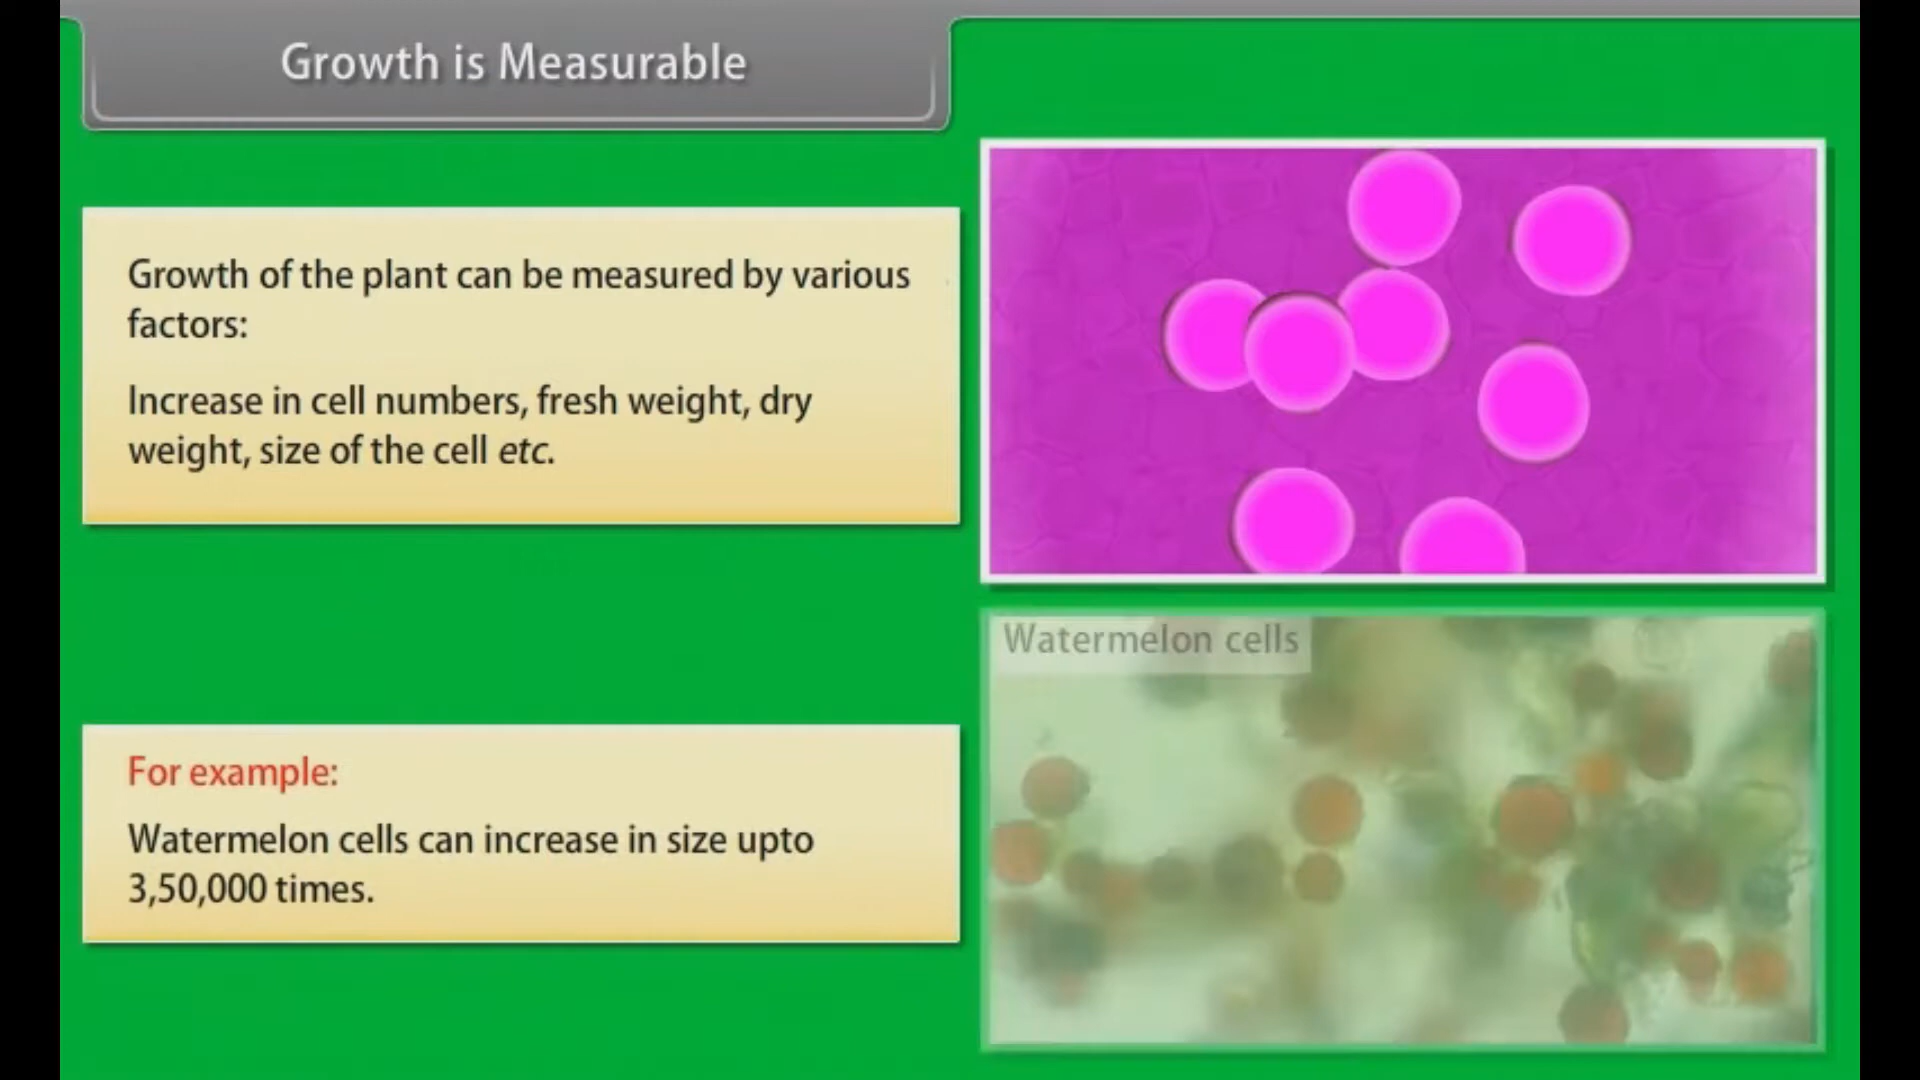 Growth is Measurable
Growth of the plant can be measured by various
factors:
Increase in cell numbers, fresh weight, dry
weight, size of the cell etc.
Watermelon cells
For example:
Watermelon cells can increase in size upto
3,50,000 times.